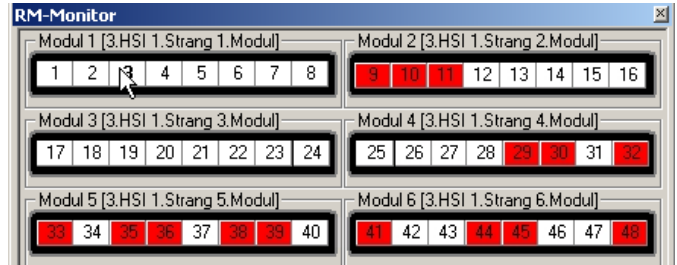 RM-Monitor
Modul 1 [3.HSI 1.Strang 1.Modul]
1 2 3 4 5 6 7 8
Modul 2 [3.HSI 1.Strang 2.Modul]
9 10 11 12 13 14 15 16
Modul 3 [3.HSI 1.Strang 3.Modul]
17 18 19 20 21 22 23 24
Modul 4 [3.HSI 1.Strang 4.Modul]
25 26 27 28 29 30 31 32
Modul 5 [3.HSI 1.Strang 5.Modul]
33 34 35 36 37 38 39 40
Modul 6 [3.HSI 1.Strang 6.Modul]
41 42 43 44 45 46 47 48